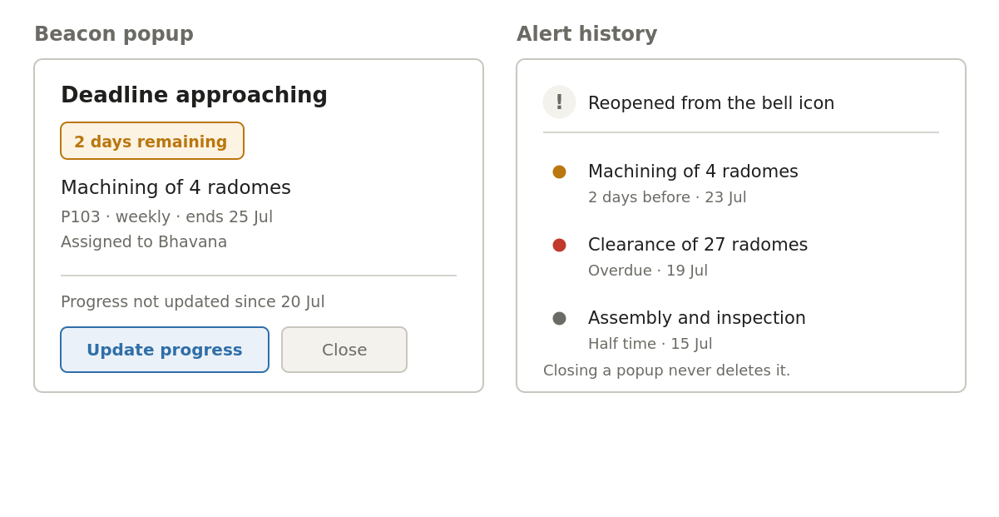 Beacon popup
Deadline approaching
2 days remaining
Machining of 4 radomes
P103 · weekly · ends 25 Jul
Assigned to Bhavana
Progress not updated since 20 Jul
Update progress
Close
Alert history
!
Reopened from the bell icon
Machining of 4 radomes
2 days before · 23 Jul
Clearance of 27 radomes
Overdue · 19 Jul
Assembly and inspection
Half time · 15 Jul
Closing a popup never deletes it.